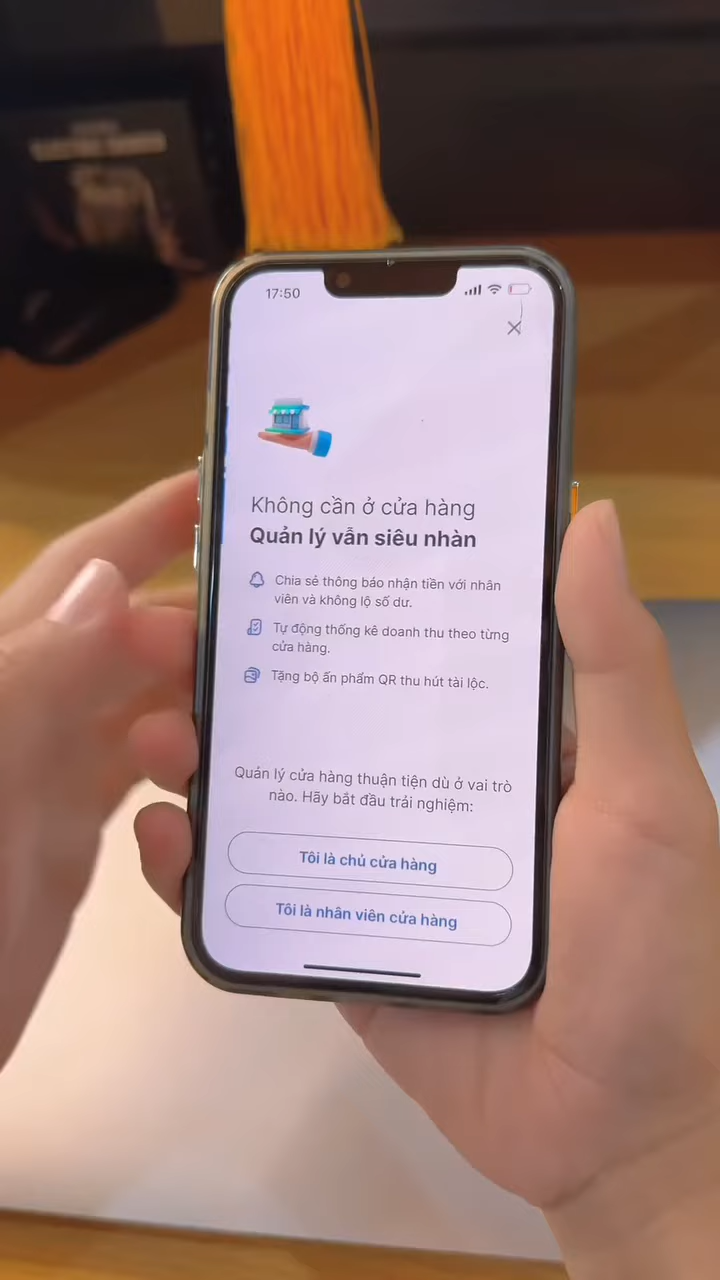 17:50
Không cần ở cửa hàng
Quản lý vẫn siêu nhàn
Chia sẻ thông báo nhận tiền với nhân
viên và không lộ số dư.
Tự động thống kê doanh thu theo từng
cửa hàng.
Tặng bộ ấn phẩm QR thu hút tài lộc.
Quản lý cửa hàng thuận tiện dù ở vai trò
nào. Hãy bắt đầu trải nghiệm:
Tôi là chủ cửa hàng
Tôi là nhân viên cửa hàng